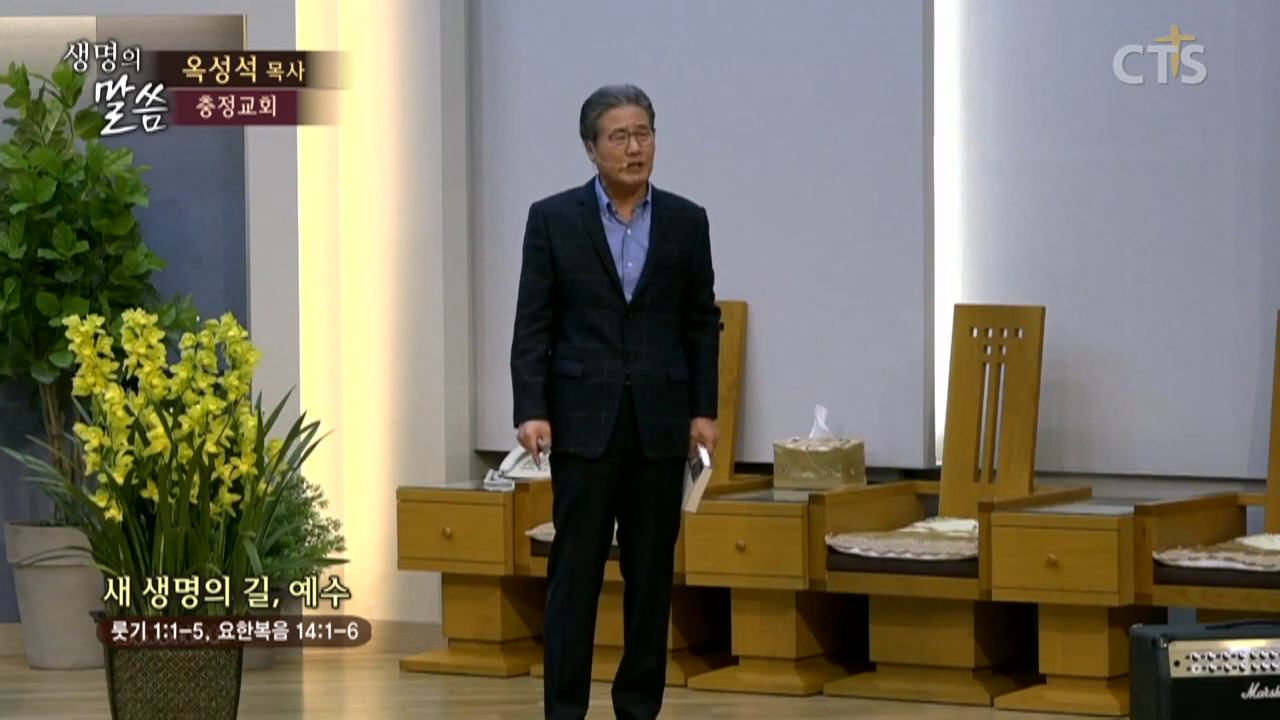 생명의
말씀
옥성석 목사
충정교회
CTS
새 생명의 길, 예수
룻기 1:1-5, 요한복음 14:1-6
Marsh